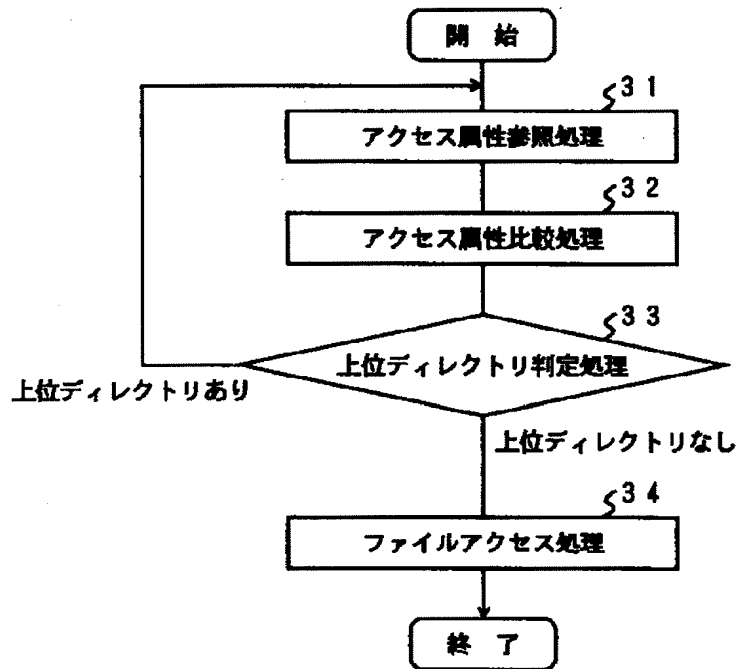 開 始
31
アクセス属性参照処理
32
アクセス属性比較処理
33
上位ディレクトリ判定処理
上位ディレクトリあり
上位ディレクトリなし
34
ファイルアクセス処理
終 了